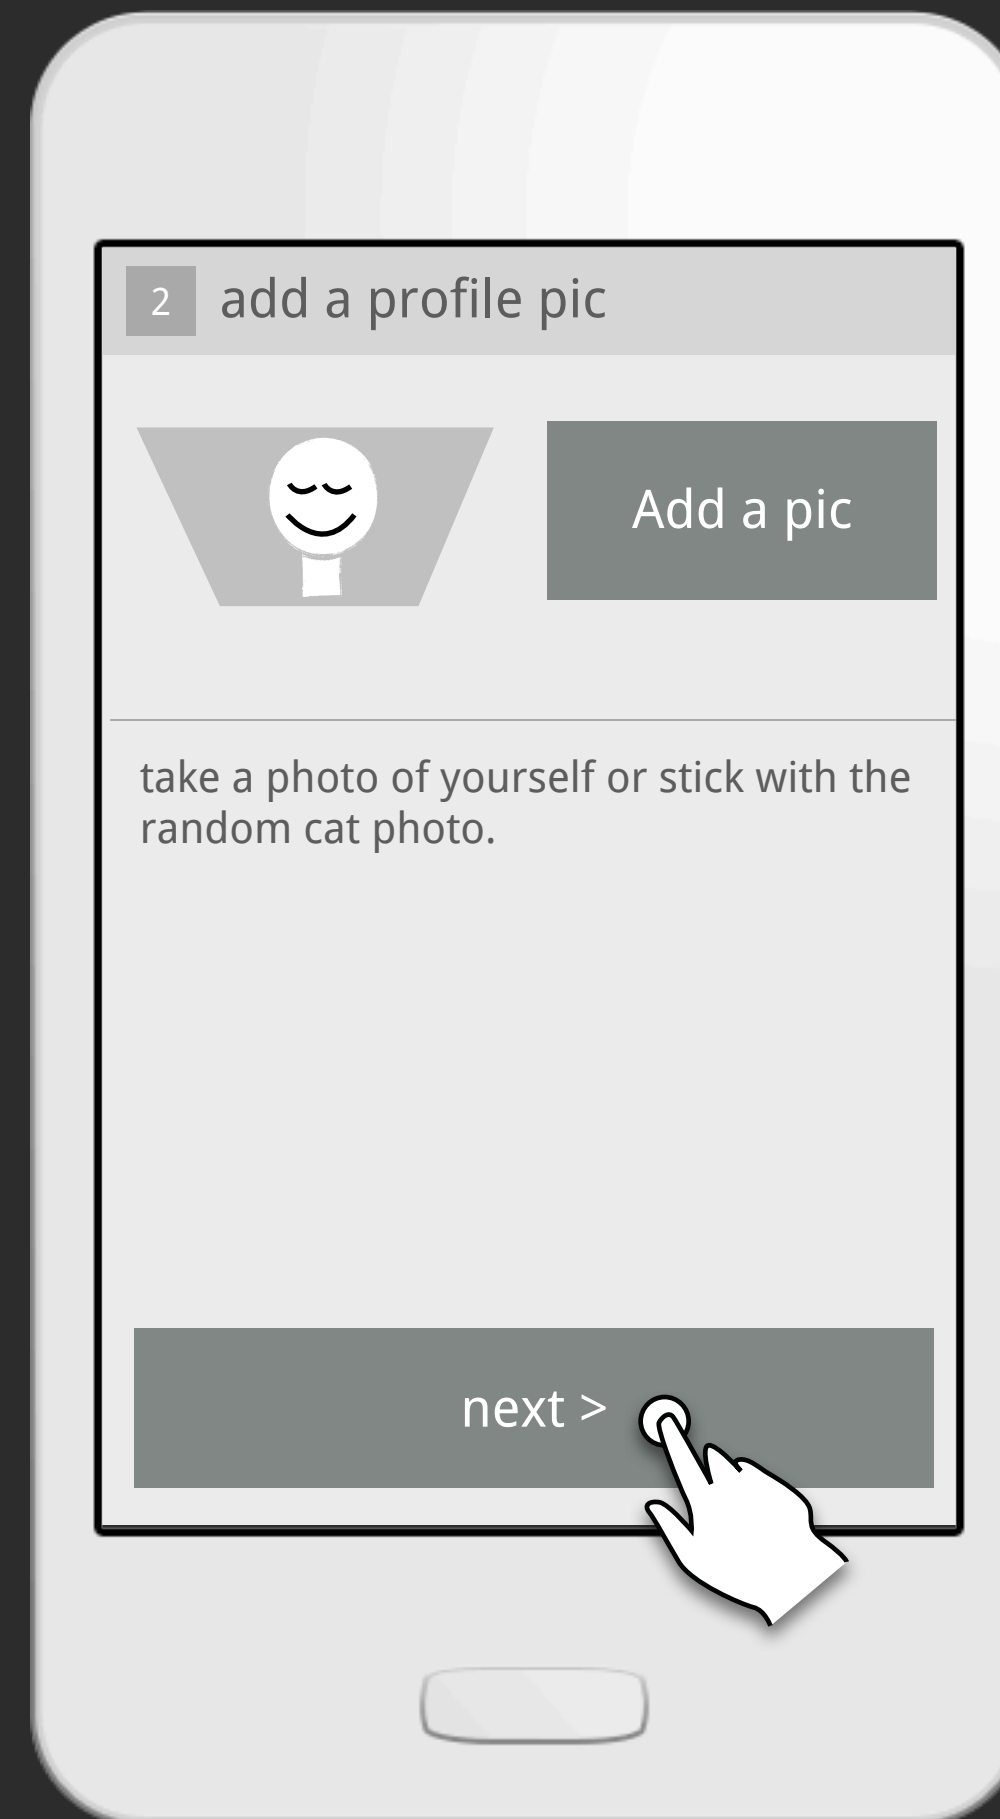 2 add a profile pic
Add a pic
take a photo of yourself or stick with the
random cat photo.
next >